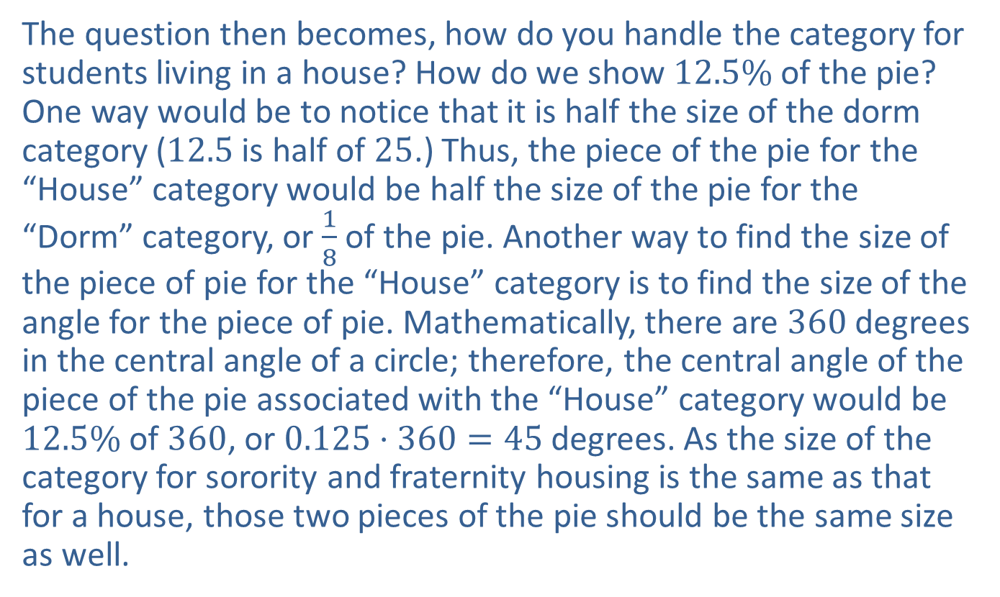 The question then becomes, how do you handle the category for
students living in a house? How do we show 12.5% of the pie?
One way would be to notice that it is half the size of the dorm
category (12.5 is half of 25.) Thus, the piece of the pie for the
“House” category would be half the size of the pie for the
“Dorm” category, or 1/8 of the pie. Another way to find the size of
the piece of pie for the “House” category is to find the size of the
angle for the piece of pie. Mathematically, there are 360 degrees
in the central angle of a circle; therefore, the central angle of the
piece of the pie associated with the “House” category would be
12.5% of 360, or 0.125 · 360 = 45 degrees. As the size of the
category for sorority and fraternity housing is the same as that
for a house, those two pieces of the pie should be the same size
as well.